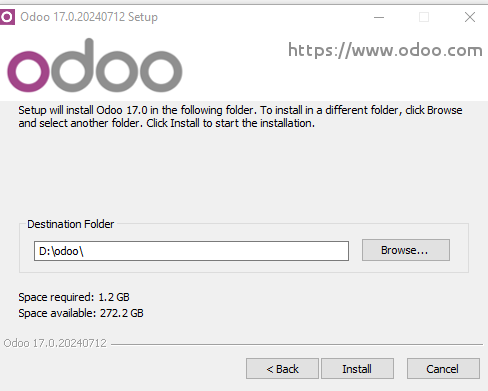 Odoo 17.0.20240712 Setup
odoo
https://www.odoo.com
Setup will install Odoo 17.0 in the following folder. To install in a different folder, click Browse
and select another folder. Click Install to start the installation.
Destination Folder
D:\odoo\
Browse...
Space required: 1.2 GB
Space available: 272.2 GB
Odoo 17.0.20240712
< Back
Install
Cancel